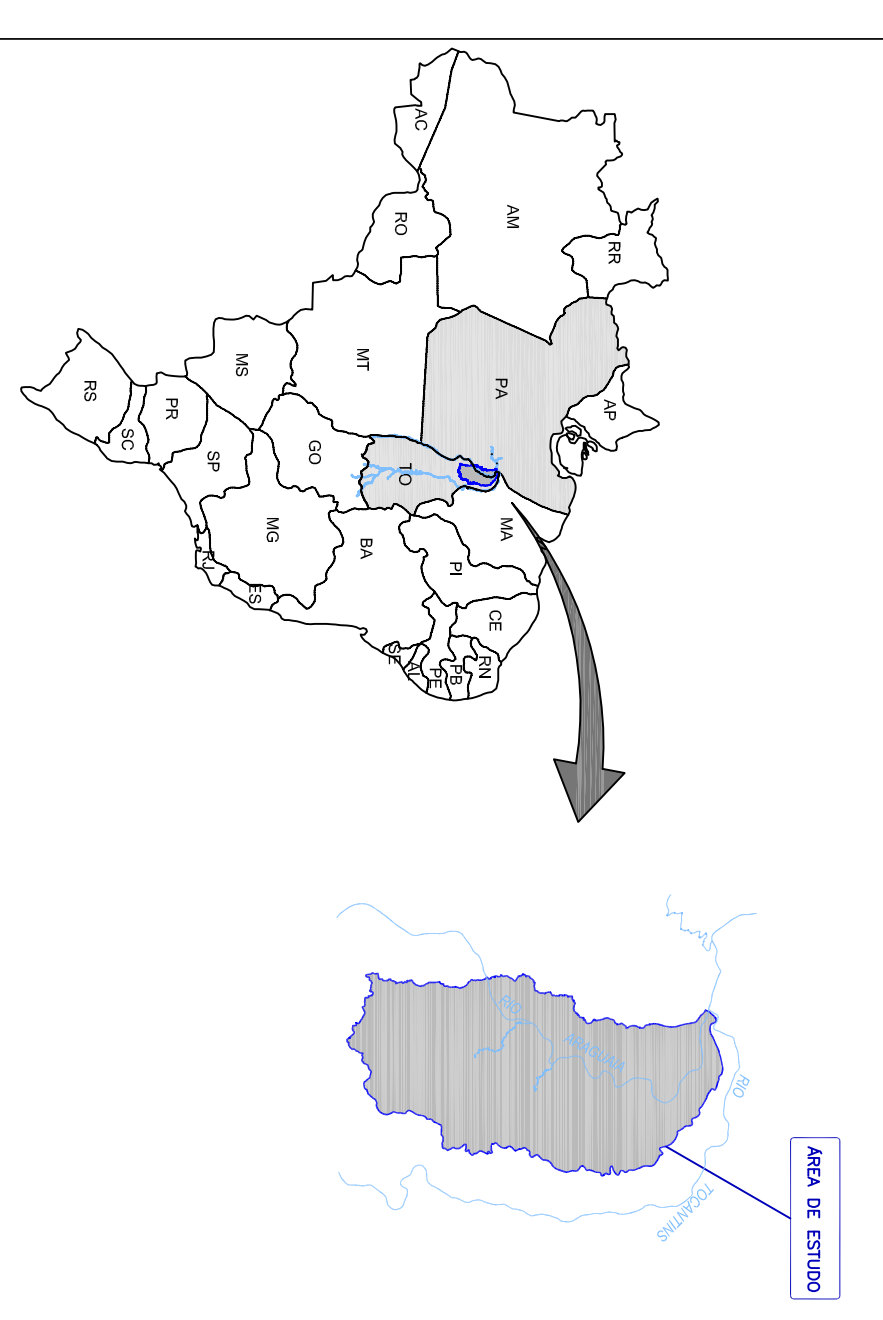 RR
AP
AM
PA
MA
CE
RN
PB
PE
AL
SE
PI
AC
RO
TO
MT
BA
GO
MS
MG
ES
RJ
SP
PR
SC
RS
ÁREA DE ESTUDO
RIO TOCANTINS
RIO ARAGUAIA